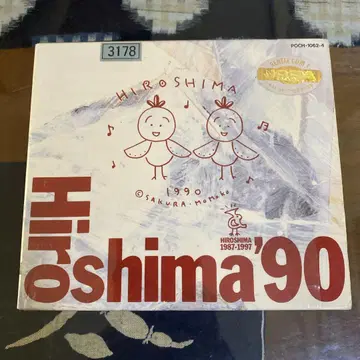 3178
POCH-1062~4
HIROSHIMA
1990
©SAKURA·MOMOKO
HIROSHIMA
1987-1997
Hiroshima'90